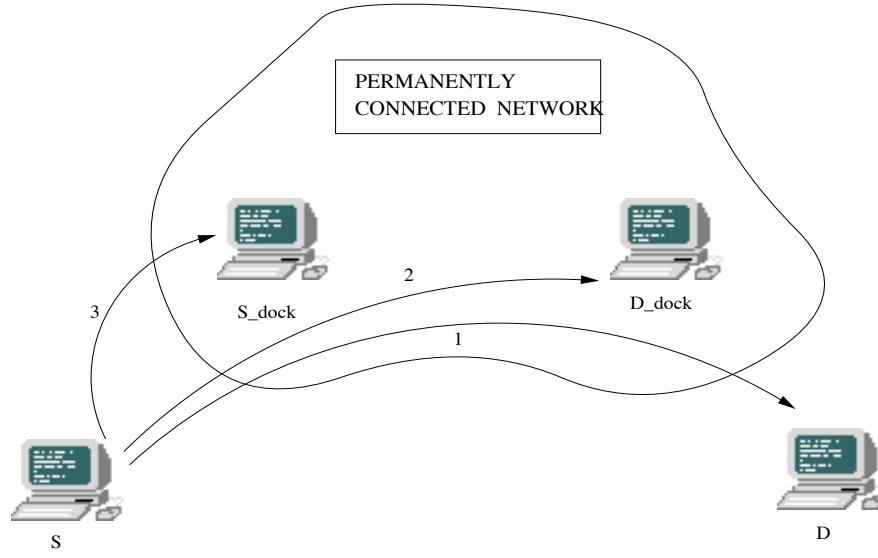 PERMANENTLY
CONNECTED NETWORK
2
D_dock
S_dock
3
1
S
D